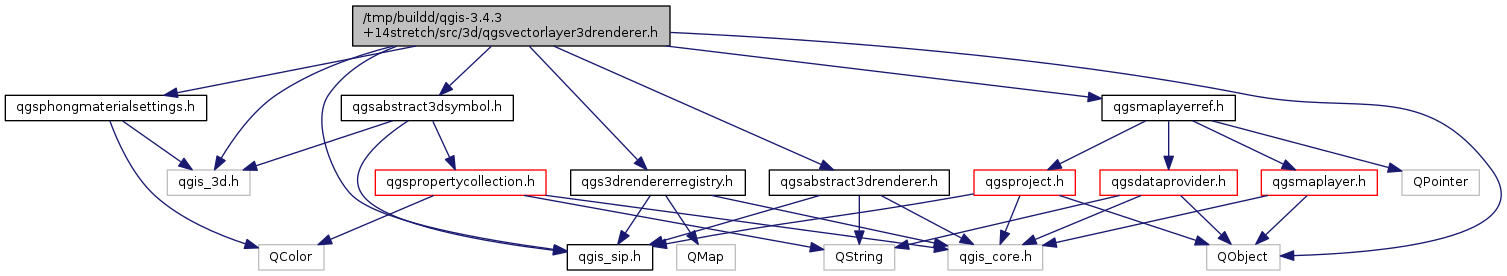 /tmp/buildd/qgis-3.4.3
+14stretch/src/3d/qgsvectorlayer3drenderer.h
qgsphongmaterialsettings.h
qgsabstract3dsymbol.h
qgsmaplayerref.h
qgis_3d.h
qgspropertycollection.h
qgs3drendererregistry.h
qgsabstract3drenderer.h
qgsproject.h
qgsdataprovider.h
qgsmaplayer.h
QPointer
QColor
qgis_sip.h
QMap
QString
qgis_core.h
QObject